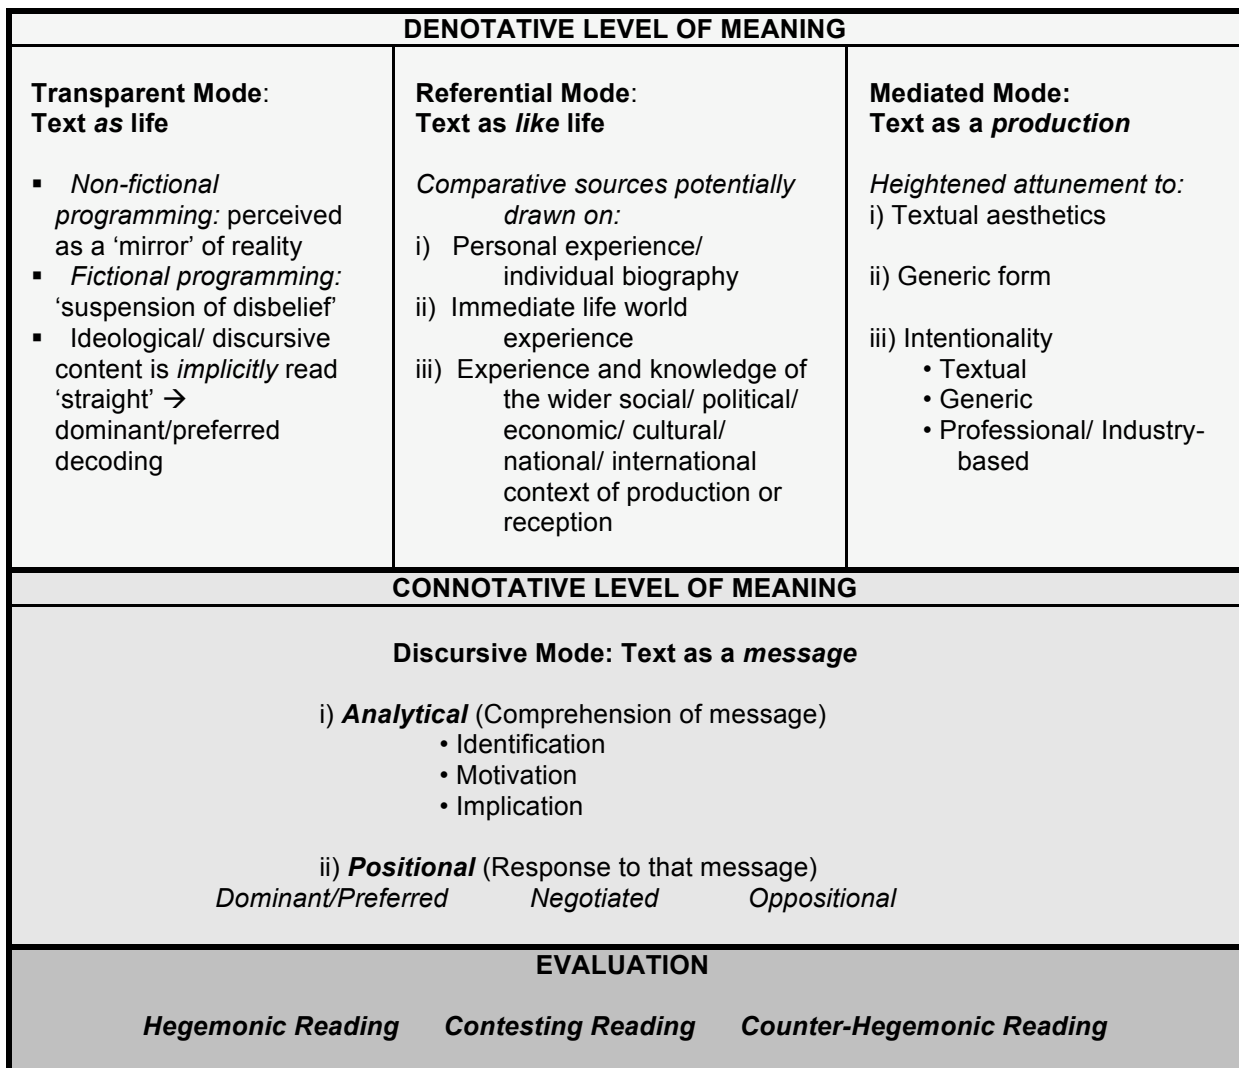 DENOTATIVE LEVEL OF MEANING
Transparent Mode:
Text as life
▪ Non-fictional
programming: perceived
as a ‘mirror’ of reality
▪ Fictional programming:
‘suspension of disbelief’
▪ Ideological/ discursive
content is implicitly read
‘straight’ →
dominant/preferred
decoding
Referential Mode:
Text as like life
Comparative sources potentially
drawn on:
i) Personal experience/
individual biography
ii) Immediate life world
experience
iii) Experience and knowledge of
the wider social/ political/
economic/ cultural/
national/ international
context of production or
reception
Mediated Mode:
Text as a production
Heightened attunement to:
i) Textual aesthetics
ii) Generic form
iii) Intentionality
• Textual
• Generic
• Professional/ Industry-
based
CONNOTATIVE LEVEL OF MEANING
Discursive Mode: Text as a message
i) Analytical (Comprehension of message)
• Identification
• Motivation
• Implication
ii) Positional (Response to that message)
Dominant/Preferred Negotiated Oppositional
EVALUATION
Hegemonic Reading Contesting Reading Counter-Hegemonic Reading